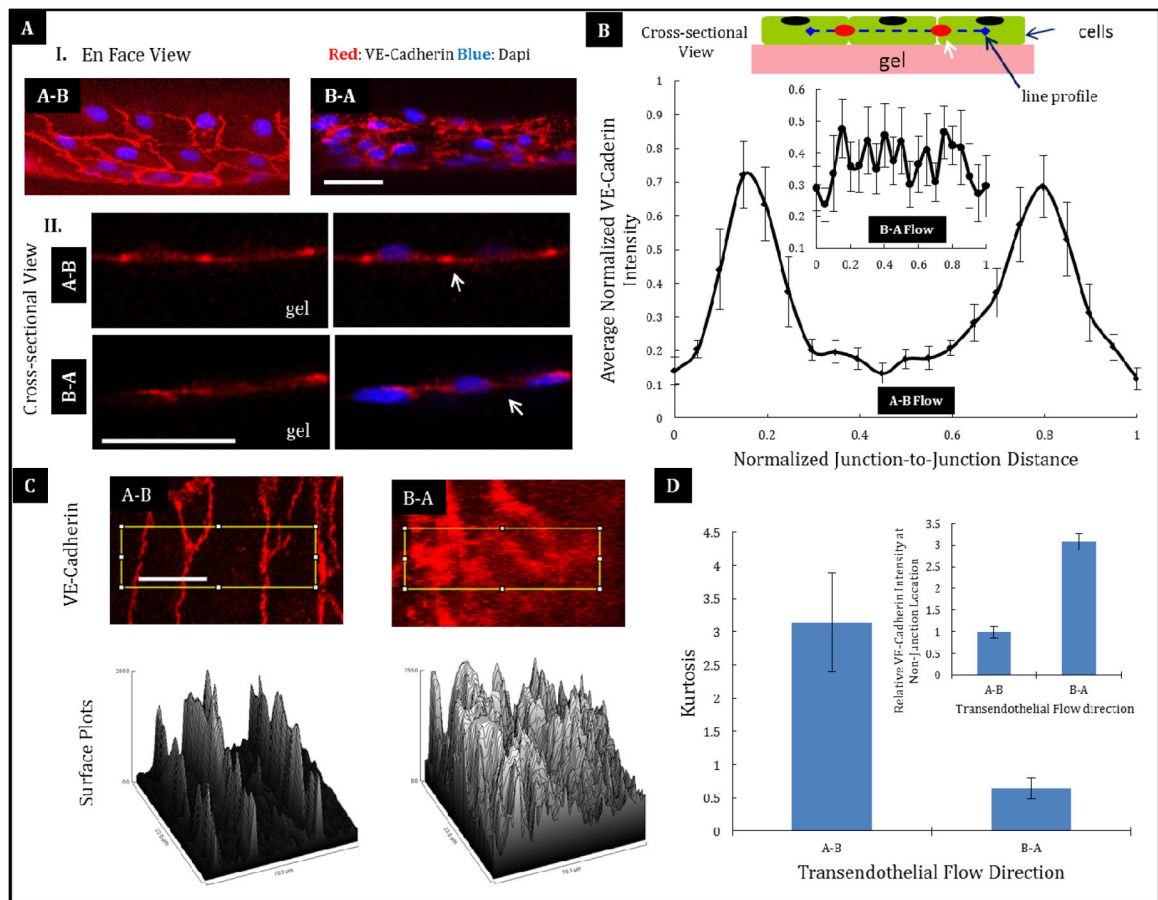 A
I. En Face View
Red: VE-Cadherin Blue: Dapi
A-B
B-A
II.
Cross-sectional View
A-B
gel
B-A
gel
B
Cross-sectional
View
cells
gel
line profile
Average Normalized VE-Caderin
Intensity
1
0.9
0.8
0.7
0.6
0.5
0.4
0.3
0.2
0.1
0
0.6
0.5
0.4
0.3
0.2
0.1
B-A Flow
0 0.2 0.4 0.6 0.8 1
A-B Flow
0 0.2 0.4 0.6 0.8 1
Normalized Junction-to-Junction Distance
C
VE-Cadherin
A-B
B-A
Surface Plots
D
Kurtosis
4.5
4
3.5
3
2.5
2
1.5
1
0.5
0
Relative VE-Cadherin Intensity at
Non-Junction Location
3.5
3
2.5
2
1.5
1
0.5
0
A-B B-A
Transendothelial Flow direction
A-B B-A
Transendothelial Flow Direction